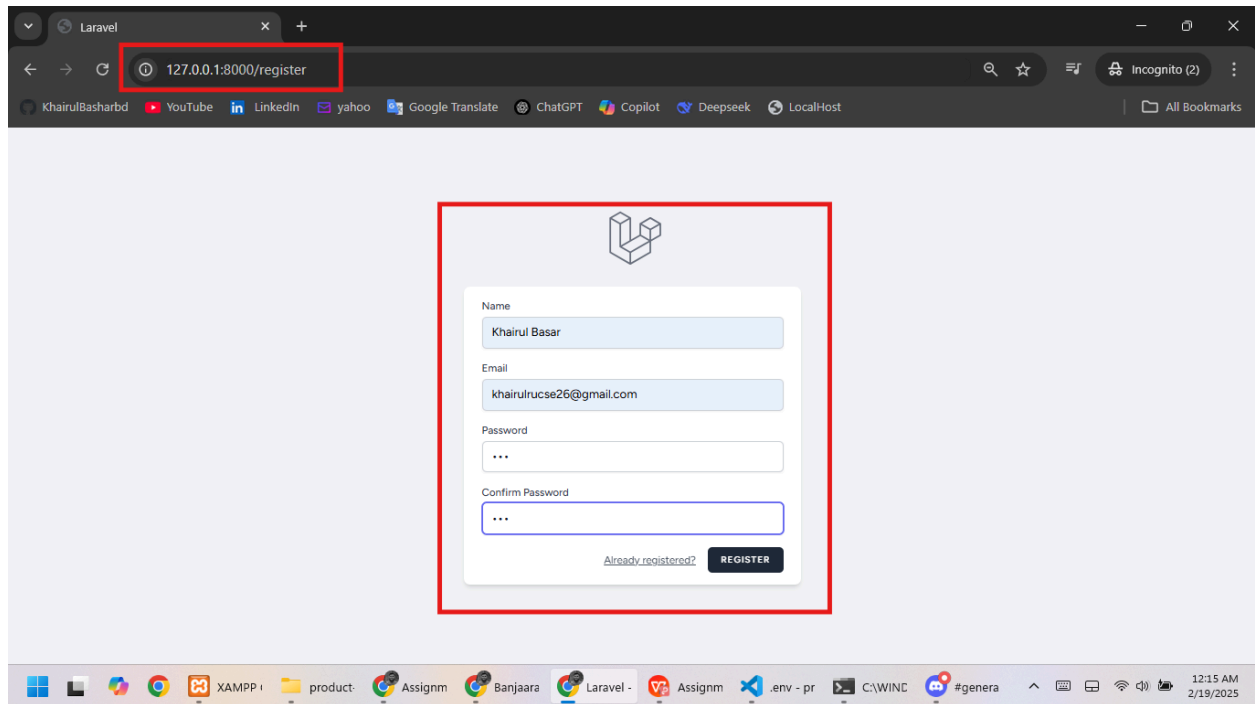 Laravel
127.0.0.1:8000/register
Incognito (2)
KhairulBasharbd
YouTube
in LinkedIn
yahoo
Google Translate
ChatGPT
Copilot
Deepseek
LocalHost
All Bookmarks
Name
Khairul Basar
Email
khairulrucse26@gmail.com
Password
•••
Confirm Password
•••
Already registered?
REGISTER
XAMPP
product-
Assignm
Banjaara
Laravel -
Assignm
.env - pr
C:\WIND
#genera
12:15 AM
2/19/2025